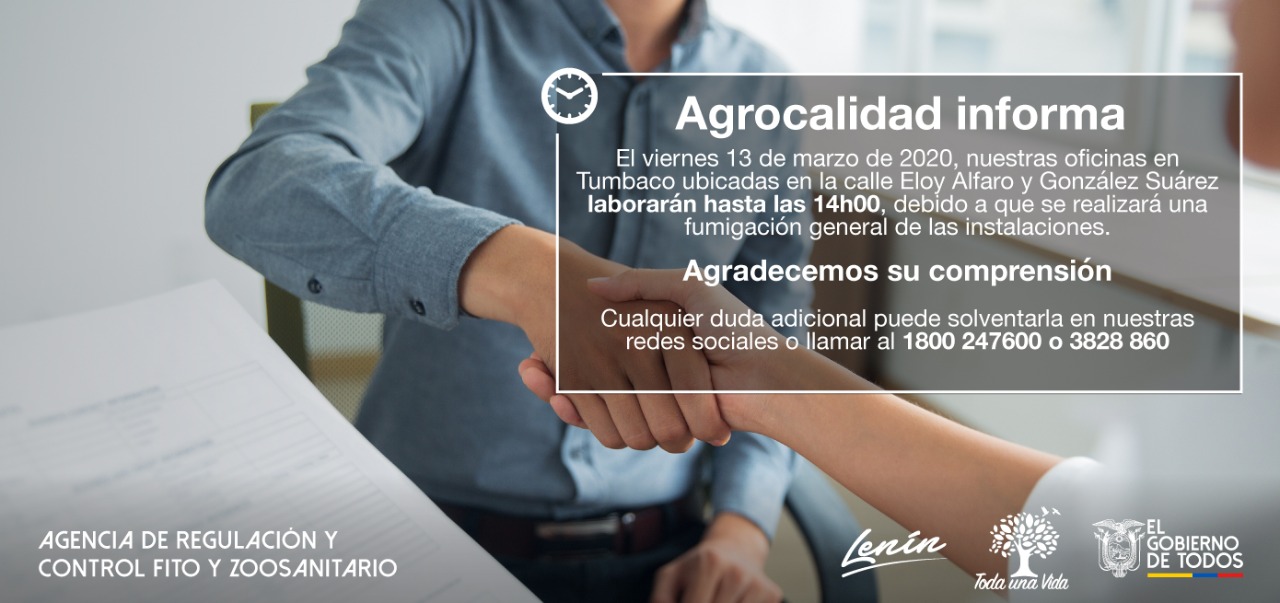 Agrocalidad informa
El viernes 13 de marzo de 2020, nuestras oficinas en
Tumbaco ubicadas en la calle Eloy Alfaro y González Suárez
laborarán hasta las 14h00, debido a que se realizará una
fumigación general de las instalaciones.
Agradecemos su comprensión
Cualquier duda adicional puede solventarla en nuestras
redes sociales o llamar al 1800 247600 o 3828 860
AGENCIA DE REGULACIÓN Y
CONTROL FITO Y ZOOSANITARIO
Lenín
Toda una Vida
EL
GOBIERNO
DE TODOS